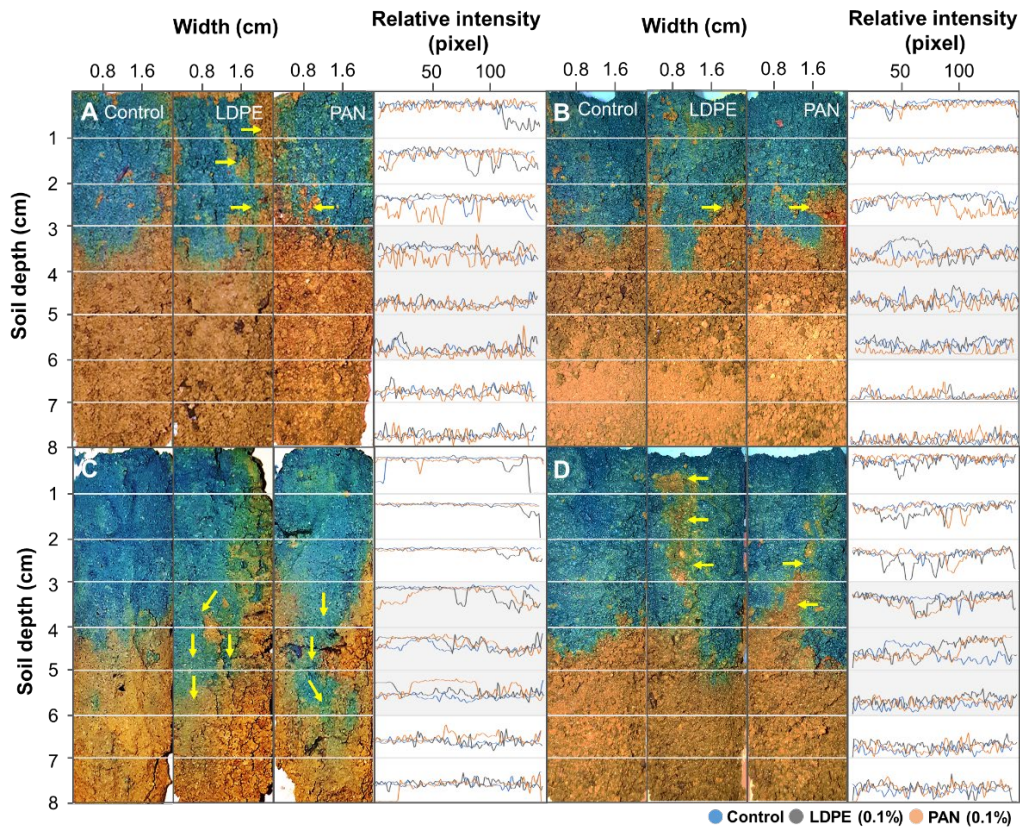 Width (cm)
Relative intensity
(pixel)
Width (cm)
Relative intensity
(pixel)
0.8 1.6 0.8 1.6 0.8 1.6 50 100 0.8 1.6 0.8 1.6 0.8 1.6 50 100
A Control LDPE PAN B Control LDPE PAN
Soil depth (cm)
1
2
3
4
5
6
7
8
C D
Soil depth (cm)
1
2
3
4
5
6
7
8
Control LDPE (0.1%) PAN (0.1%)